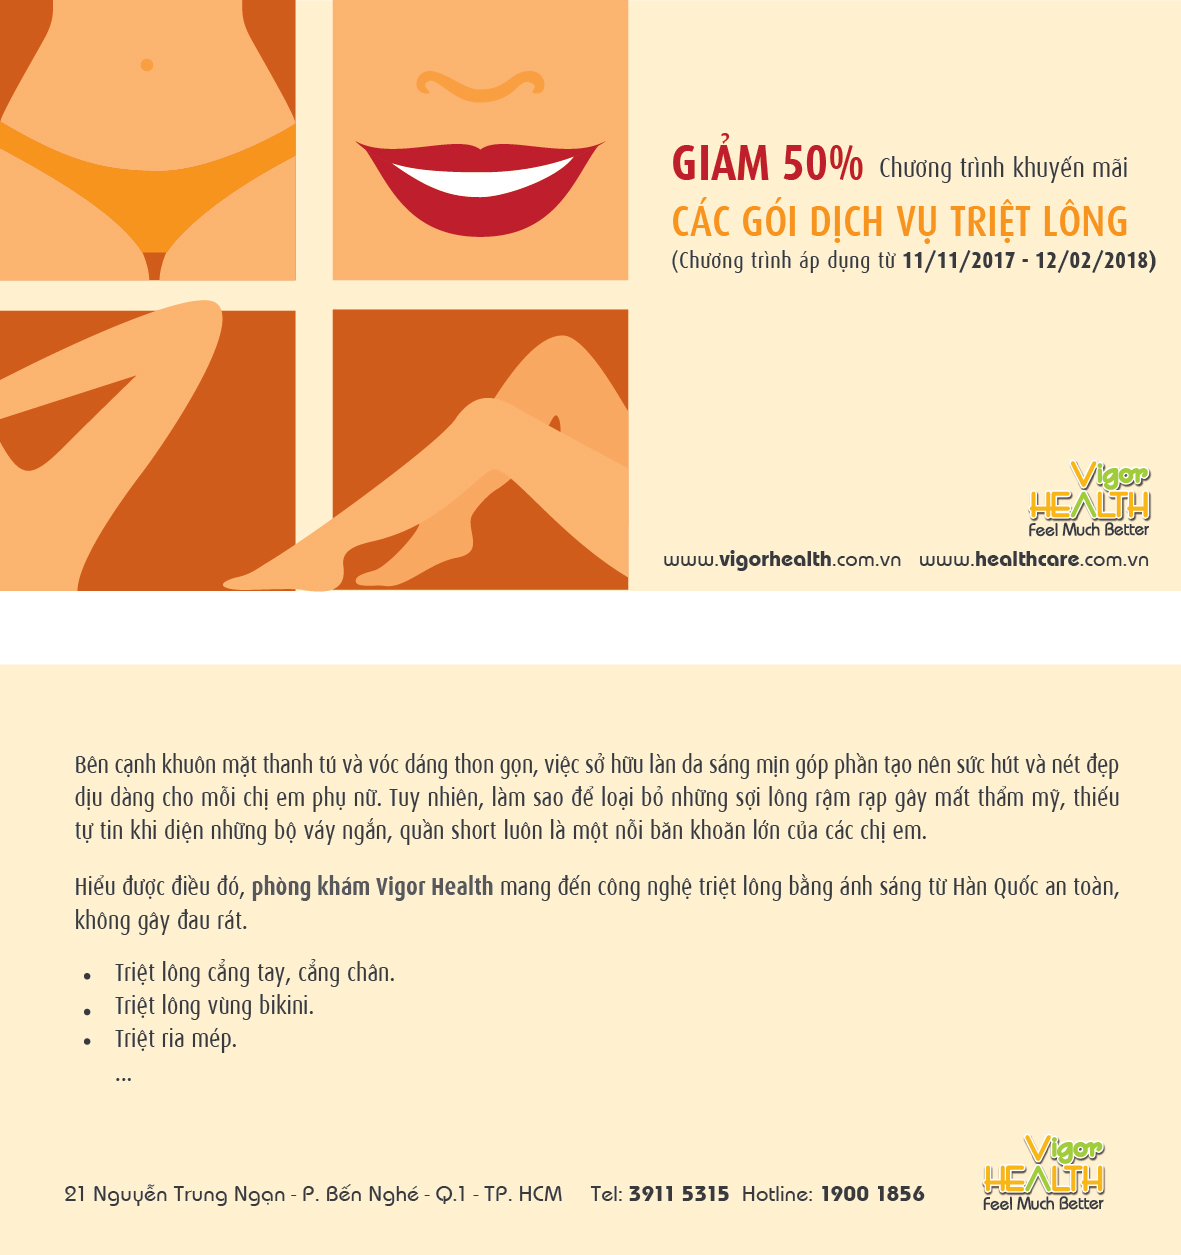 GIẢM 50% Chương trình khuyến mãi
CÁC GÓI DỊCH VỤ TRIỆT LÔNG
(Chương trình áp dụng từ 11/11/2017 - 12/02/2018)
Vigor
HEALTH
Feel Much Better
www.vigorhealth.com.vn www.healthcare.com.vn
Bên cạnh khuôn mặt thanh tú và vóc dáng thon gọn, việc sở hữu làn da sáng mịn góp phần tạo nên sức hút và nét đẹp
dịu dàng cho mỗi chị em phụ nữ. Tuy nhiên, làm sao để loại bỏ những sợi lông rậm rạp gây mất thẩm mỹ, thiếu
tự tin khi diện những bộ váy ngắn, quần short luôn là một nỗi băn khoăn lớn của các chị em.
Hiểu được điều đó, phòng khám Vigor Health mang đến công nghệ triệt lông bằng ánh sáng từ Hàn Quốc an toàn,
không gây đau rát.
• Triệt lông cẳng tay, cẳng chân.
• Triệt lông vùng bikini.
• Triệt ria mép.
...
Vigor
HEALTH
Feel Much Better
21 Nguyễn Trung Ngạn - P. Bến Nghé - Q.1 - TP. HCM Tel: 3911 5315 Hotline: 1900 1856